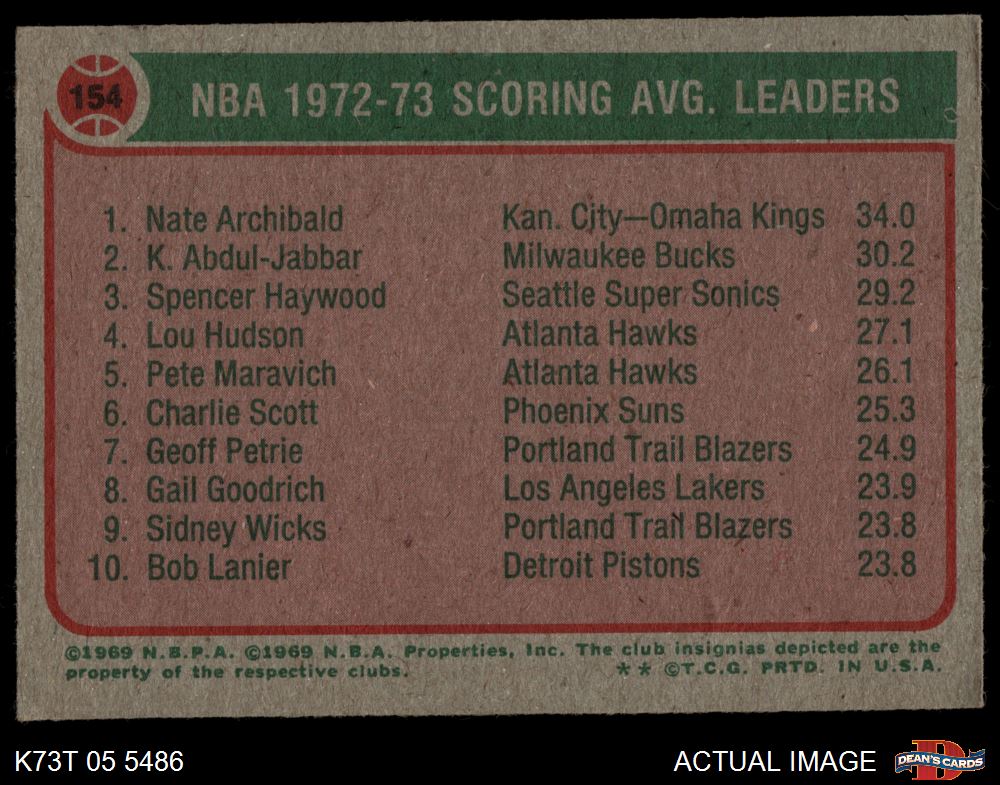 154
NBA 1972-73 SCORING AVG. LEADERS
1. Nate Archibald Kan. City—Omaha Kings 34.0
2. K. Abdul-Jabbar Milwaukee Bucks 30.2
3. Spencer Haywood Seattle Super Sonics 29.2
4. Lou Hudson Atlanta Hawks 27.1
5. Pete Maravich Atlanta Hawks 26.1
6. Charlie Scott Phoenix Suns 25.3
7. Geoff Petrie Portland Trail Blazers 24.9
8. Gail Goodrich Los Angeles Lakers 23.9
9. Sidney Wicks Portland Trail Blazers 23.8
10. Bob Lanier Detroit Pistons 23.8
©1969 N.B.P.A. ©1969 N.B.A. Properties, Inc. The club insignias depicted are the
property of the respective clubs. ** ©T.C.G. PRTD. IN U.S.A.
K73T 05 5486 ACTUAL IMAGE D DEAN'S CARDS